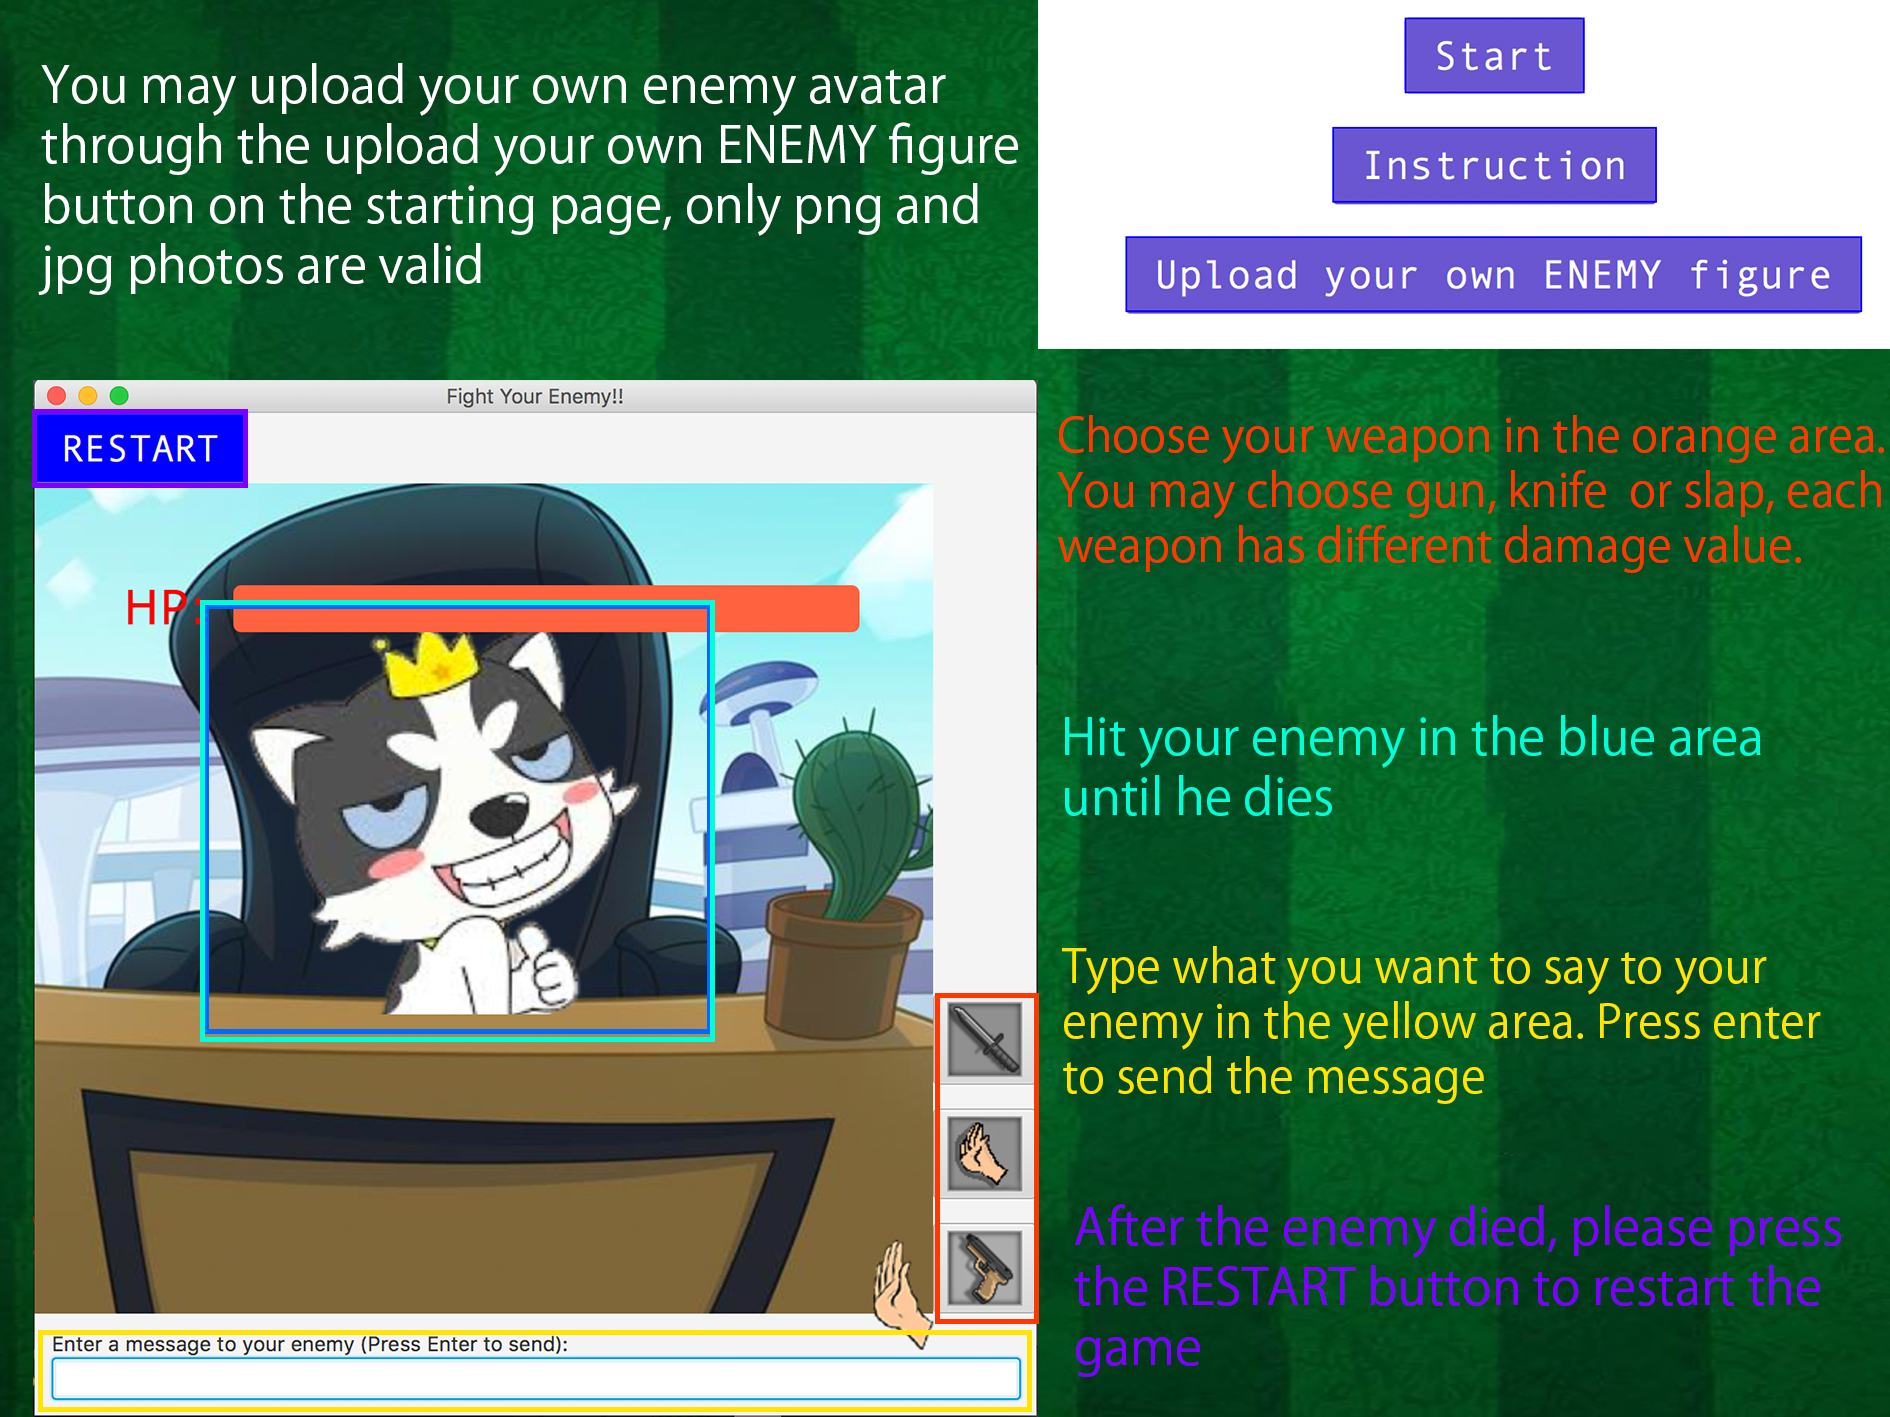 You may upload your own enemy avatar
through the upload your own ENEMY figure
button on the starting page, only png and
jpg photos are valid
Start
Instruction
Upload your own ENEMY figure
Fight Your Enemy!!
RESTART
HP:
Enter a message to your enemy (Press Enter to send):
Choose your weapon in the orange area.
You may choose gun, knife or slap, each
weapon has different damage value.
Hit your enemy in the blue area
until he dies
Type what you want to say to your
enemy in the yellow area. Press enter
to send the message
After the enemy died, please press
the RESTART button to restart the
game